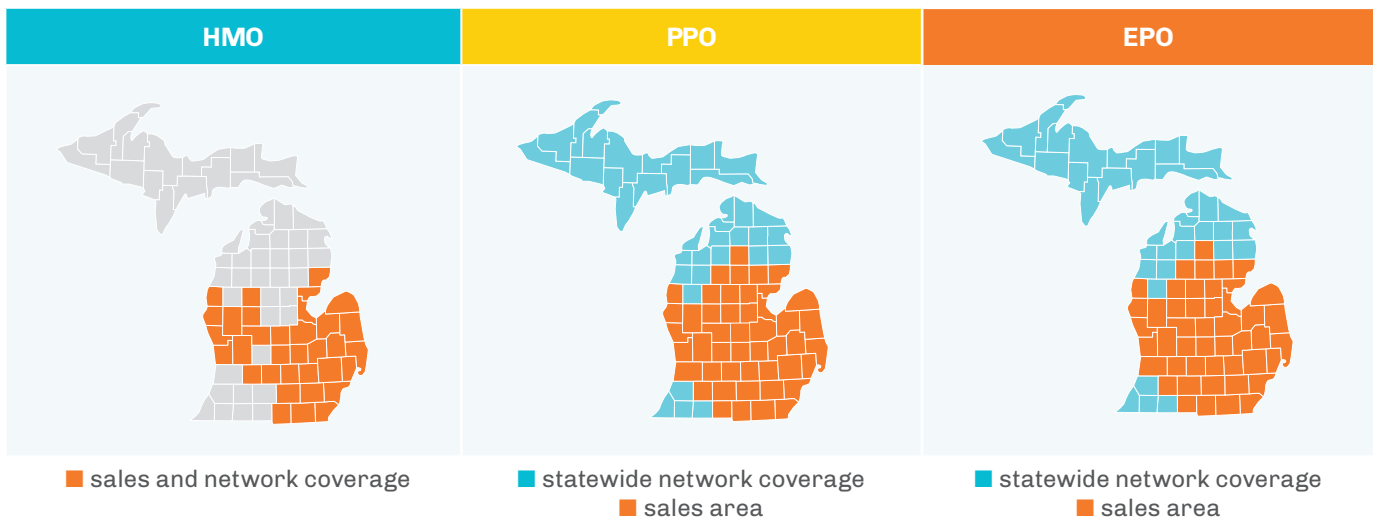 HMO
PPO
EPO
sales and network coverage
statewide network coverage
sales area
statewide network coverage
sales area